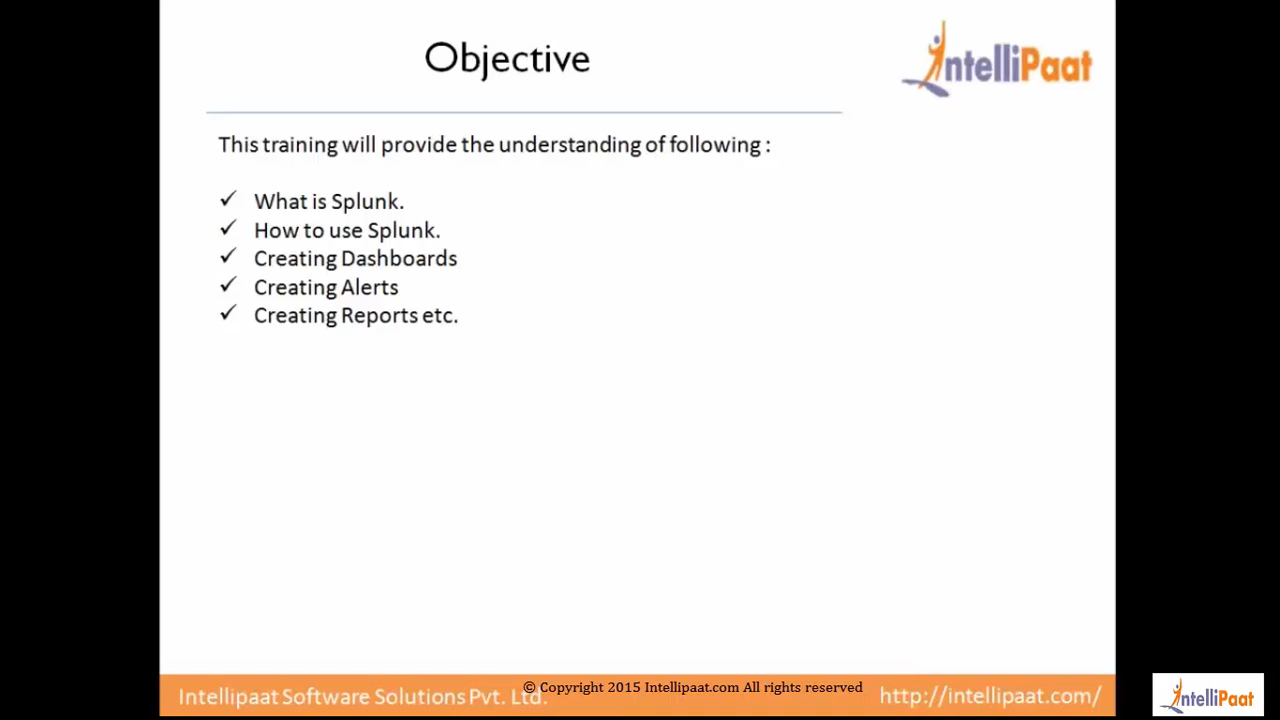 Objective
IntelliPaat
This training will provide the understanding of following :
✓ What is Splunk.
✓ How to use Splunk.
✓ Creating Dashboards
✓ Creating Alerts
✓ Creating Reports etc.
Intellipaat Software Solutions Pvt. Ltd.
© Copyright 2015 Intellipaat.com All rights reserved
http://intellipaat.com/
IntelliPaat